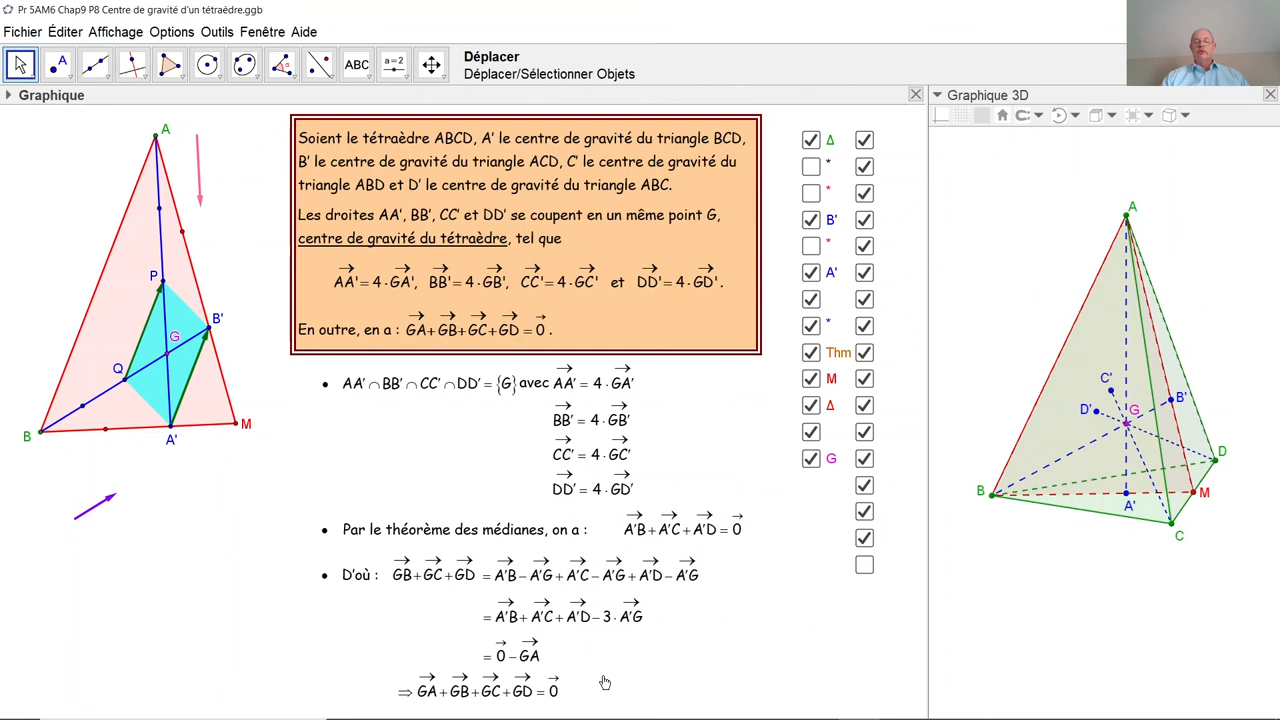 Pr 5AM6 Chap9 P8 Centre de gravité d'un tétraèdre.ggb
Fichier Éditer Affichage Options Outils Fenêtre Aide
A ABC a=2
Déplacer
Déplacer/Sélectionner Objets
Graphique
Graphique 3D
Soient le tétraèdre ABCD, A' le centre de gravité du triangle BCD,
B' le centre de gravité du triangle ACD, C' le centre de gravité du
triangle ABD et D' le centre de gravité du triangle ABC.
Les droites AA', BB', CC' et DD' se coupent en un même point G,
centre de gravité du tétraèdre, tel que
AA' = 4·GA', BB' = 4·GB', CC' = 4·GC' et DD' = 4·GD'.
En outre, en a : GA+GB+GC+GD = 0 .
• AA' ∩ BB' ∩ CC' ∩ DD' = {G} avec AA' = 4·GA'
BB' = 4·GB'
CC' = 4·GC'
DD' = 4·GD'
• Par le théorème des médianes, on a : A'B + A'C + A'D = 0
• D'où : GB + GC + GD = A'B − A'G + A'C − A'G + A'D − A'G
= A'B + A'C + A'D − 3·A'G
= 0 − GA
⇒ GA + GB + GC + GD = 0
A
P
B'
G
Q
B
A'
M
Δ
*
*
B'
*
A'
*
Thm
M
Δ
G
A
C'
B'
D'
G
D
B
A'
M
C